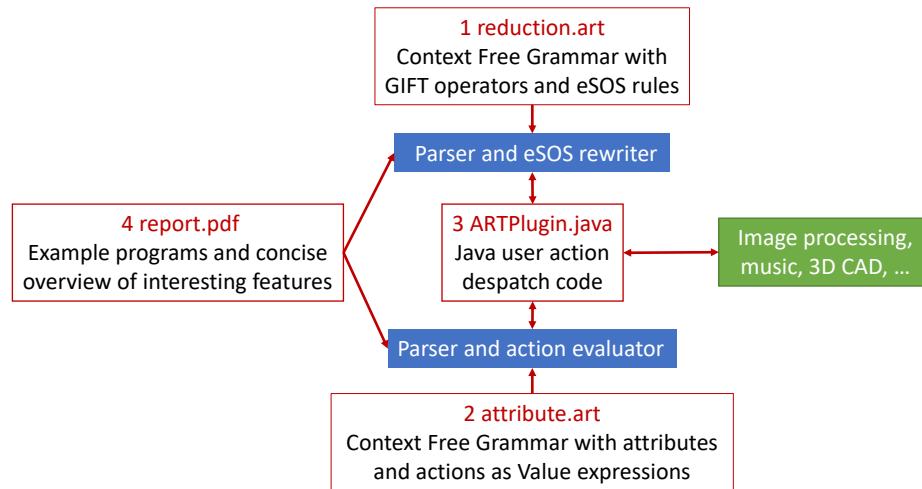 1 reduction.art
Context Free Grammar with
GIFT operators and eSOS rules
Parser and eSOS rewriter
4 report.pdf
Example programs and concise
overview of interesting features
3 ARTPlugin.java
Java user action
despatch code
Image processing,
music, 3D CAD, ...
Parser and action evaluator
2 attribute.art
Context Free Grammar with attributes
and actions as Value expressions